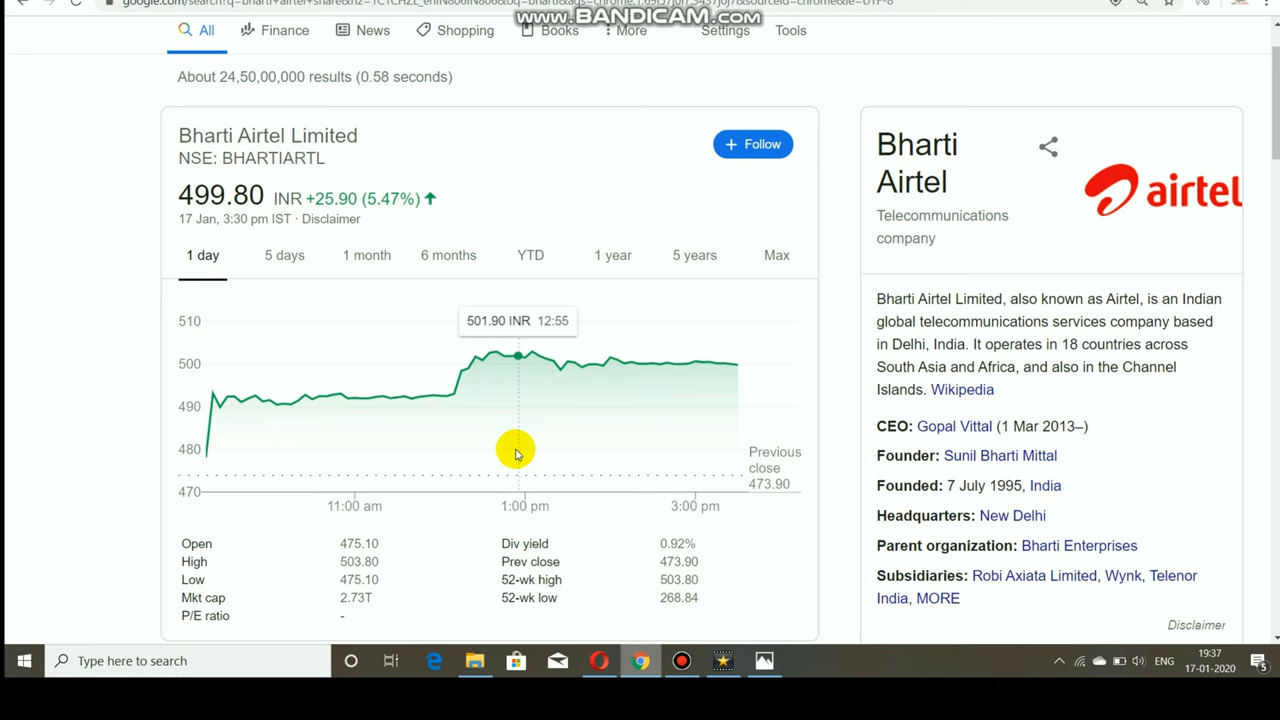 www.BANDICAM.com
All
Finance
News
Shopping
Books
More
Settings
Tools
About 24,50,00,000 results (0.58 seconds)
Bharti Airtel Limited
NSE: BHARTIARTL
Follow
499.80 INR +25.90 (5.47%)
17 Jan, 3:30 pm IST · Disclaimer
1 day
5 days
1 month
6 months
YTD
1 year
5 years
Max
501.90 INR 12:55
510
500
490
480
470
Previous
close
473.90
11:00 am
1:00 pm
3:00 pm
Open 475.10
High 503.80
Low 475.10
Mkt cap 2.73T
P/E ratio -
Div yield 0.92%
Prev close 473.90
52-wk high 503.80
52-wk low 268.84
Bharti
Airtel
airtel
Telecommunications
company
Bharti Airtel Limited, also known as Airtel, is an Indian
global telecommunications services company based
in Delhi, India. It operates in 18 countries across
South Asia and Africa, and also in the Channel
Islands. Wikipedia
CEO: Gopal Vittal (1 Mar 2013–)
Founder: Sunil Bharti Mittal
Founded: 7 July 1995, India
Headquarters: New Delhi
Parent organization: Bharti Enterprises
Subsidiaries: Robi Axiata Limited, Wynk, Telenor
India, MORE
Disclaimer
Type here to search
ENG
19:37
17-01-2020
5